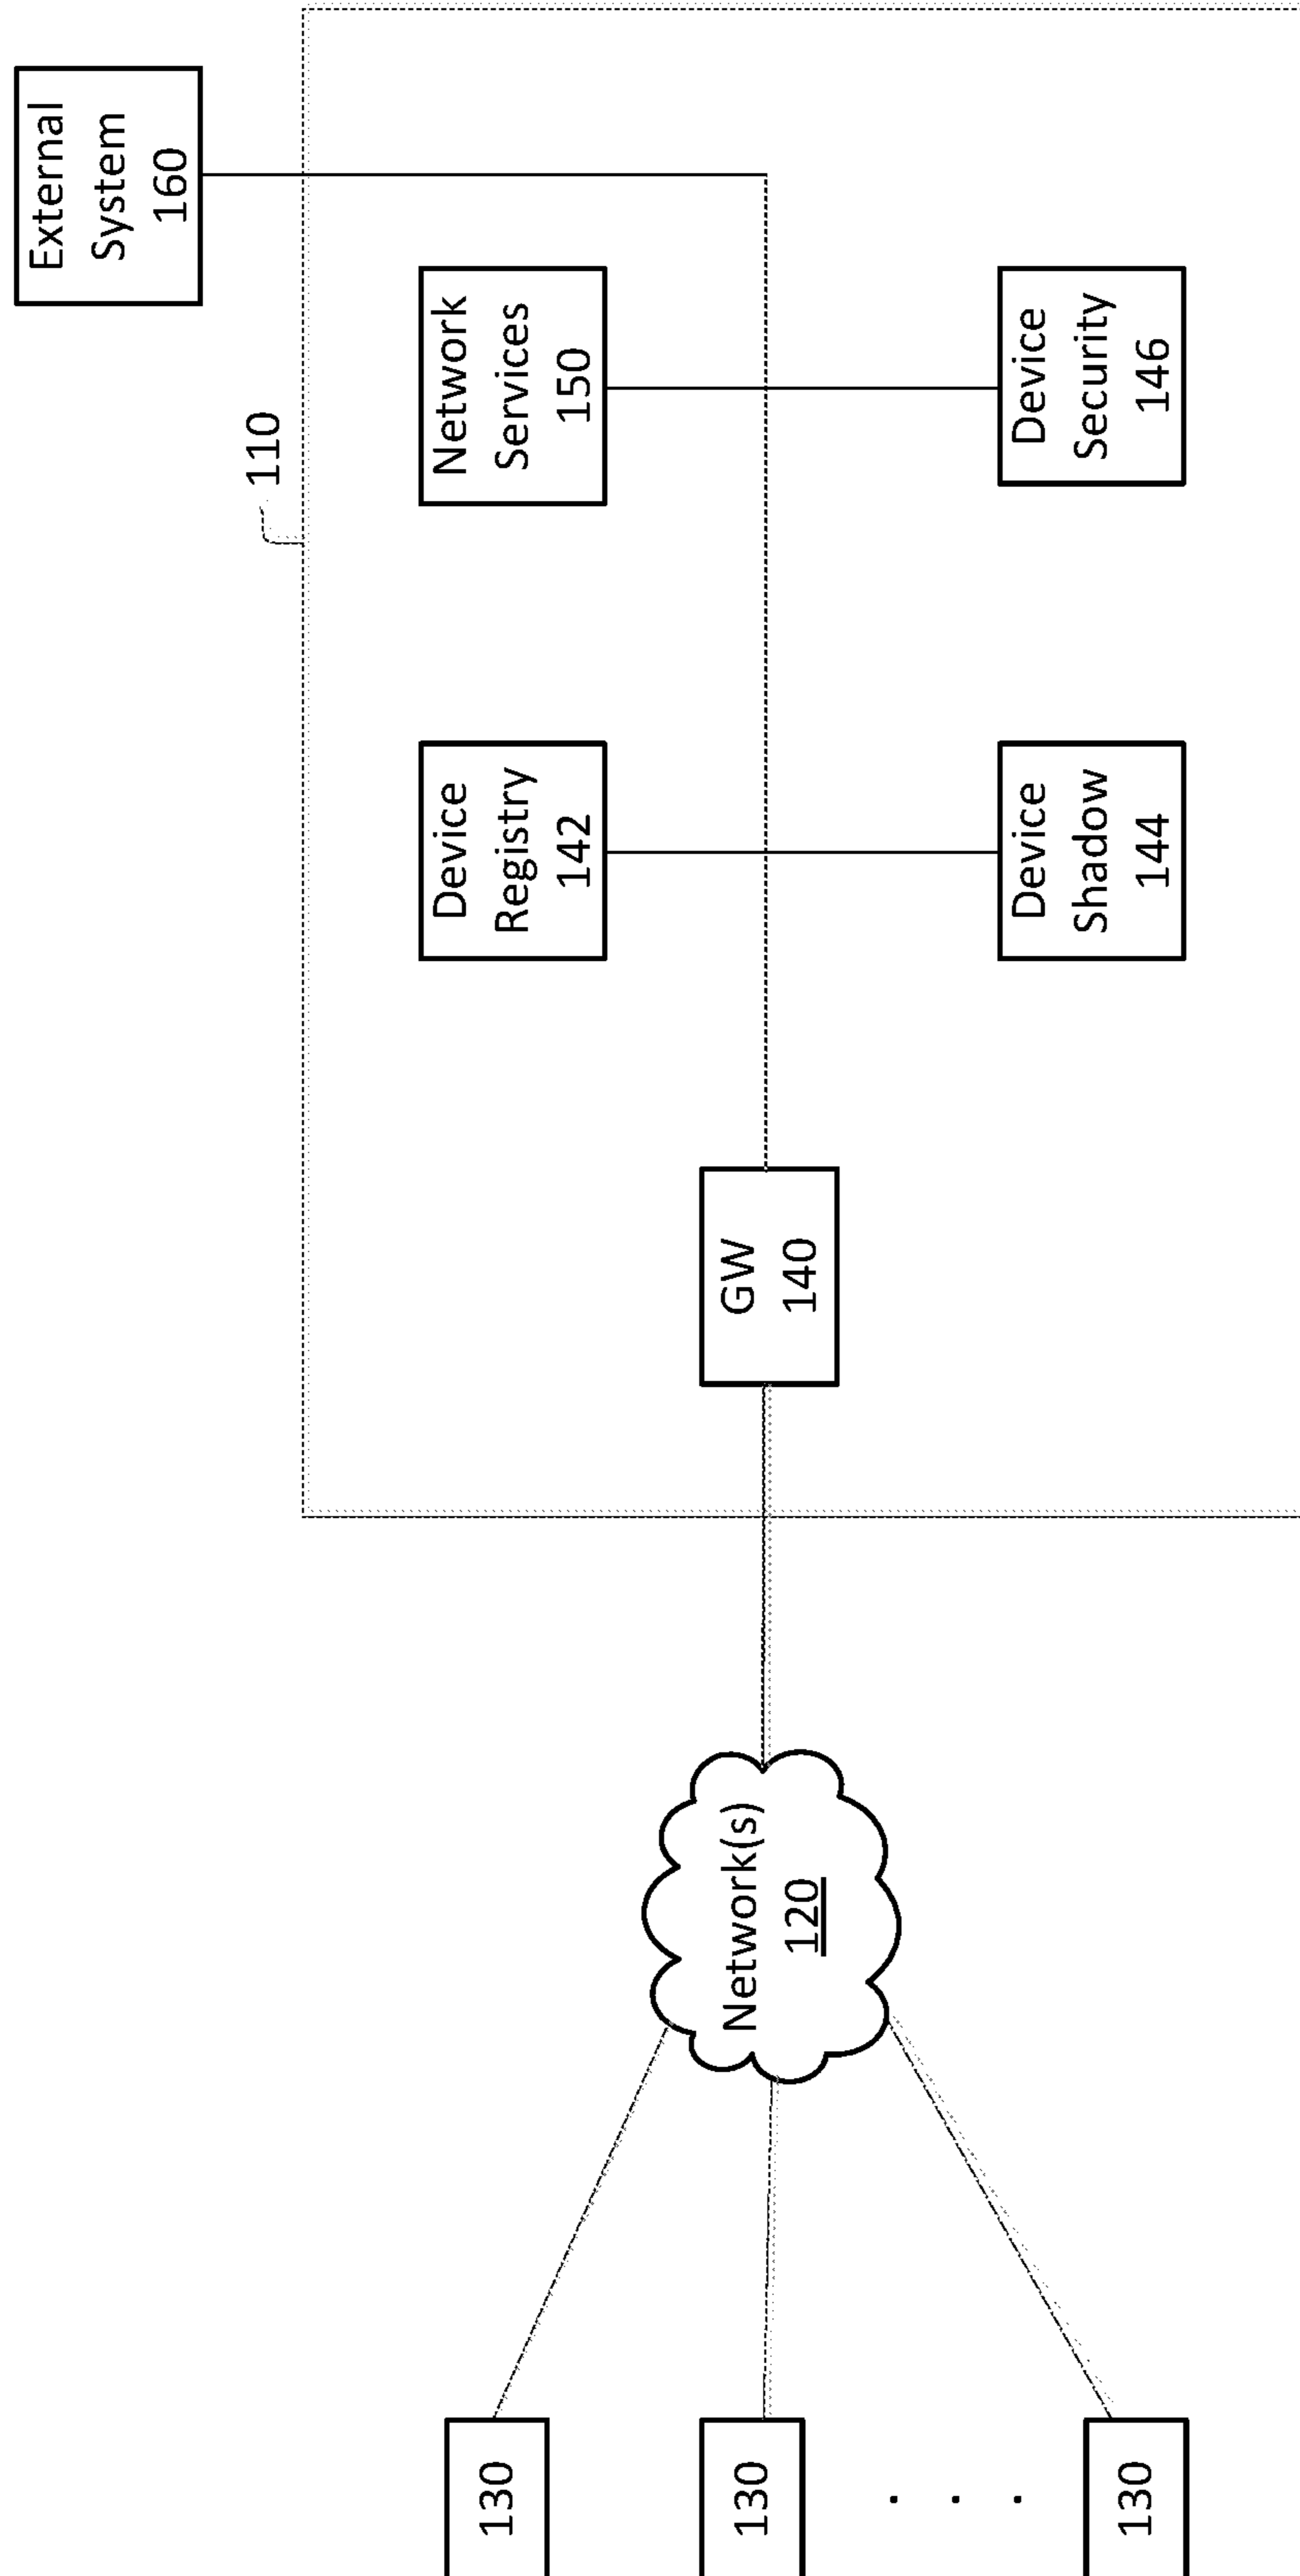 External
System
160
110
Network
Services
150
Device
Security
146
Device
Registry
142
Device
Shadow
144
GW
140
Network(s)
120
130
130
. . .
130